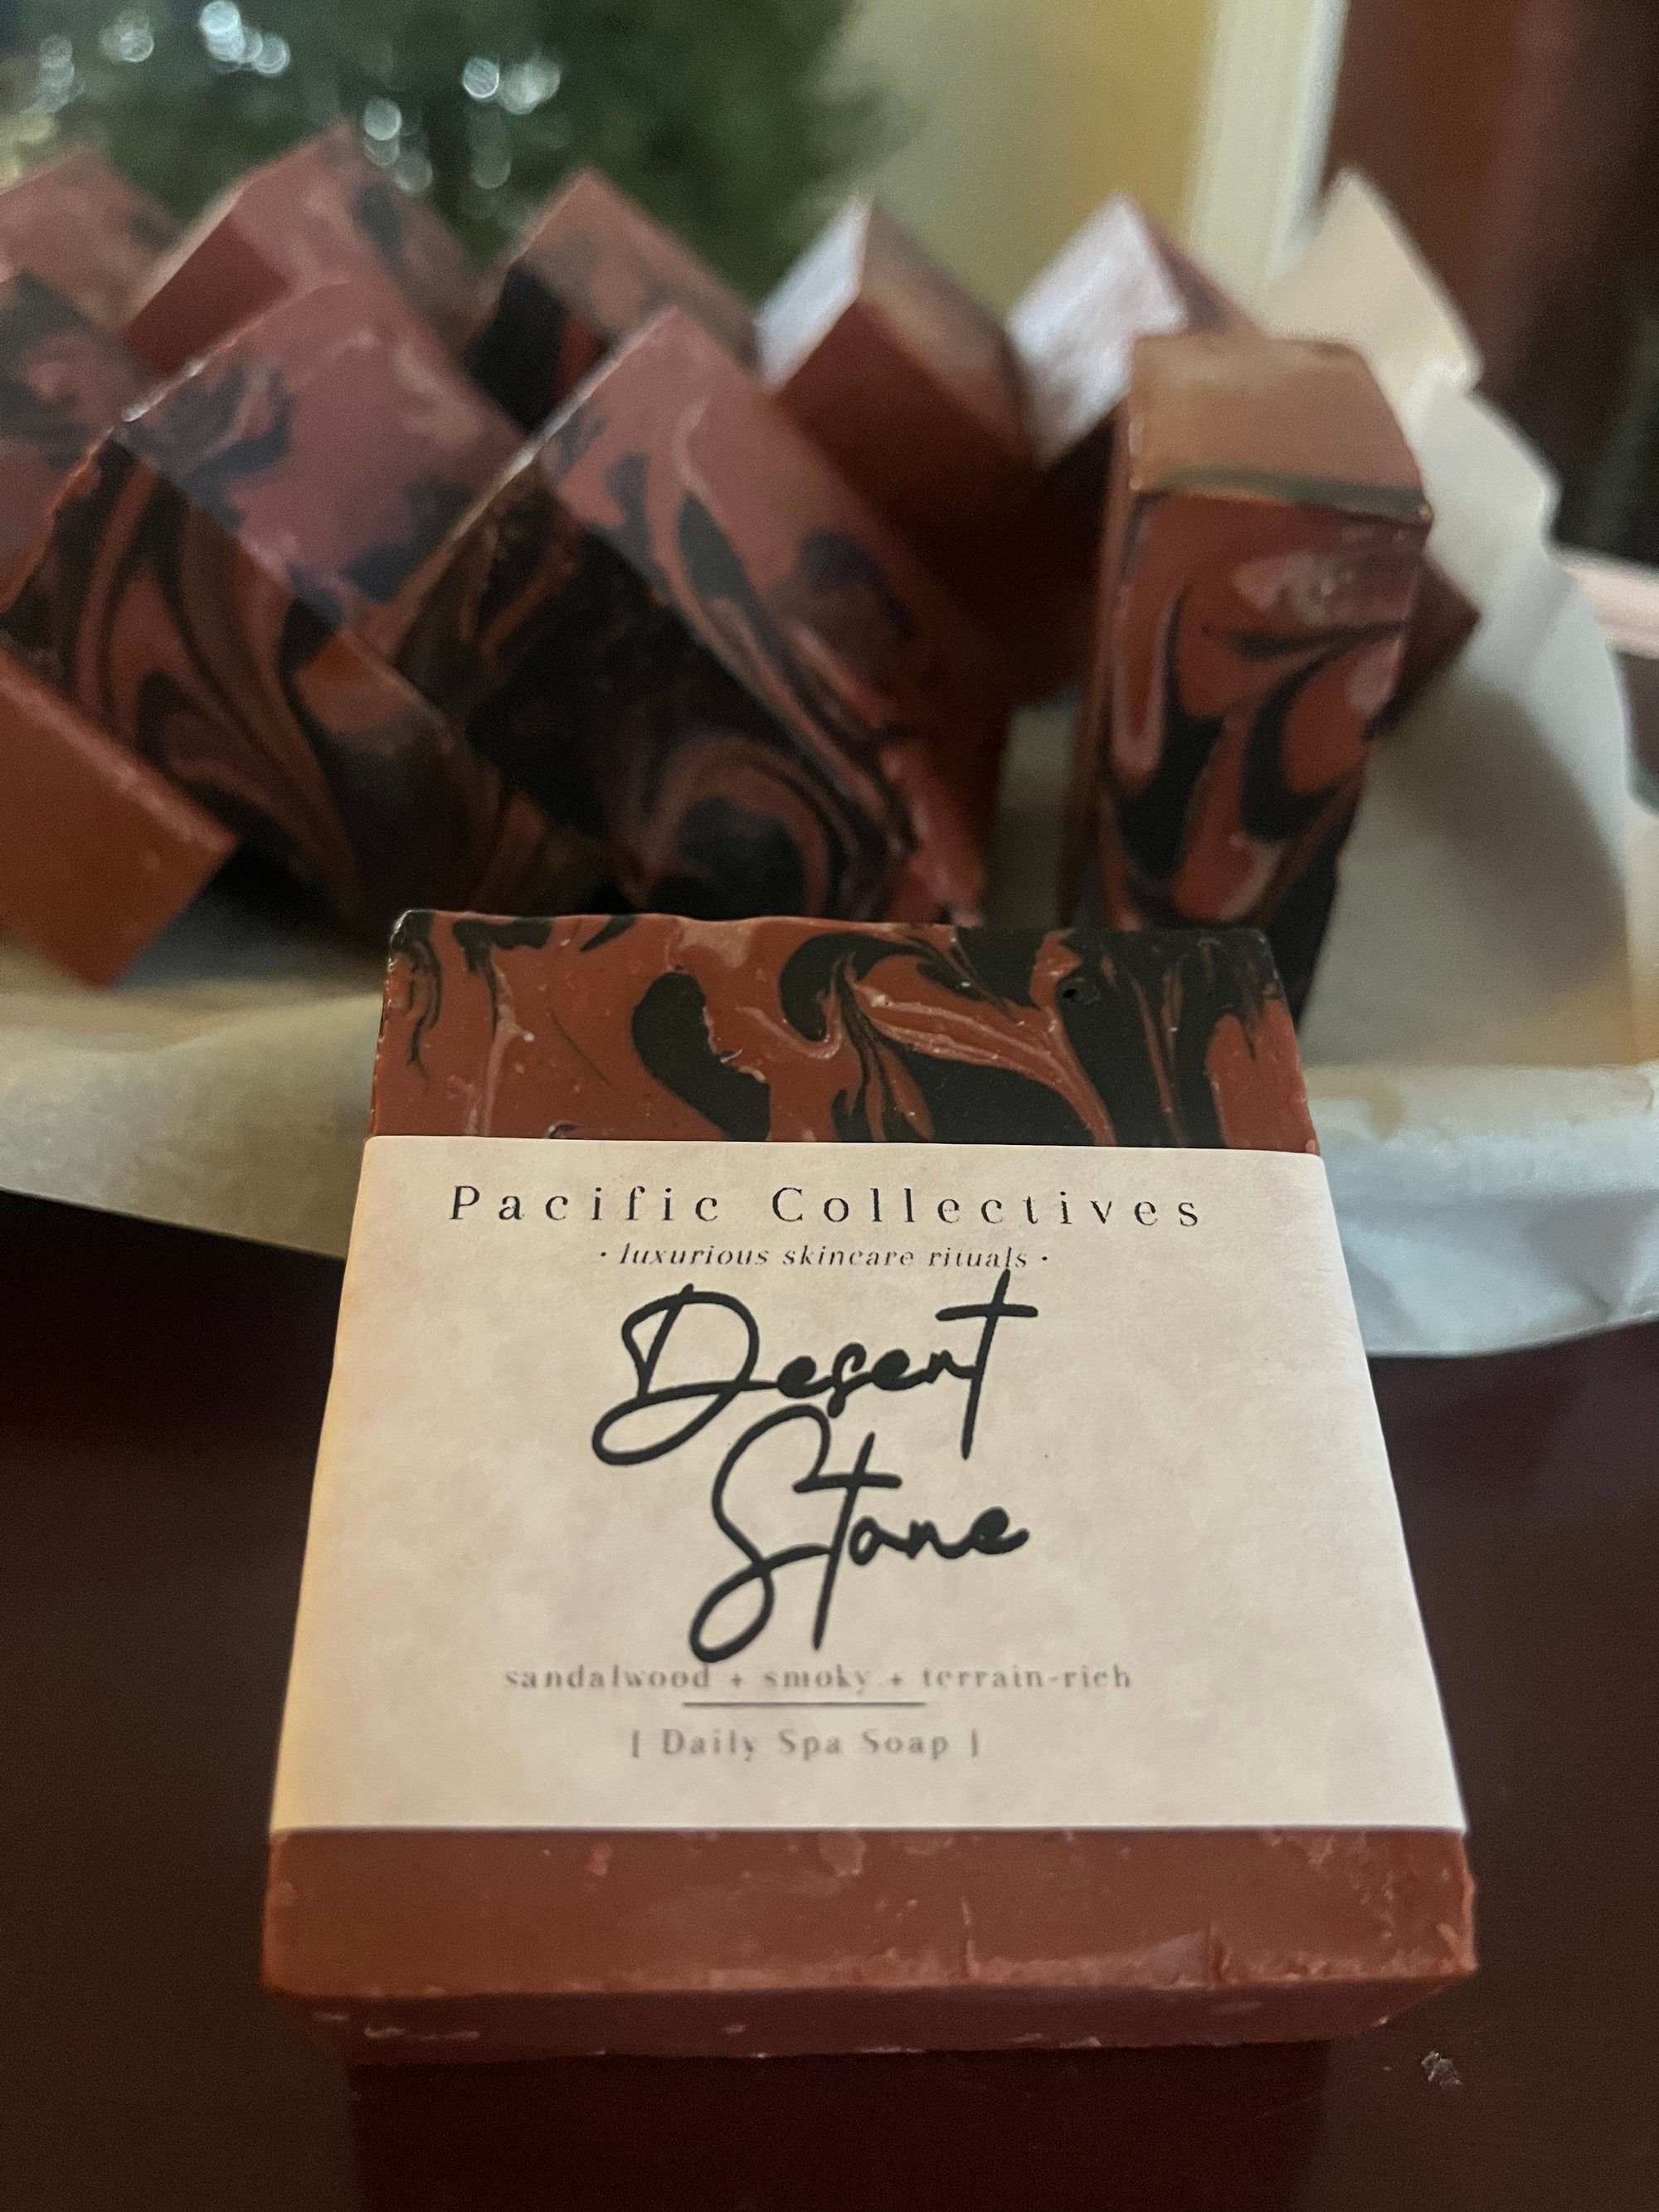 Pacific Collectives
· luxurious skincare rituals ·
Desert
Stone
sandalwood + smoky + terrain-rich
[ Daily Spa Soap ]